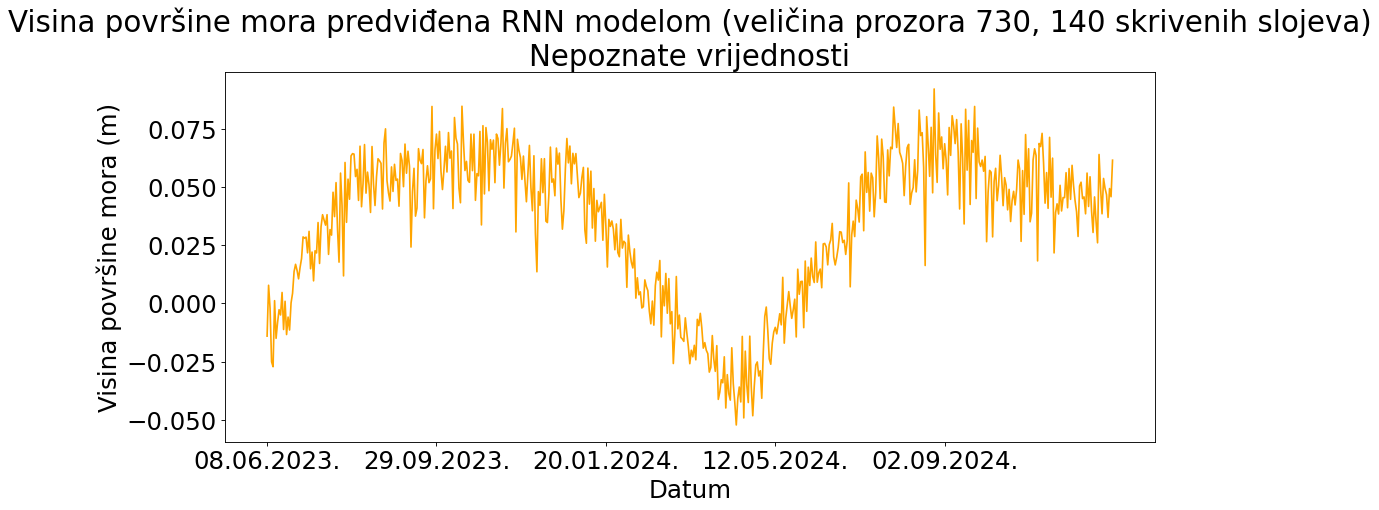 Visina površine mora predviđena RNN modelom (veličina prozora 730, 140 skrivenih slojeva)
Nepoznate vrijednosti
Visina površine mora (m)
0.075
0.050
0.025
0.000
−0.025
−0.050
08.06.2023. 29.09.2023. 20.01.2024. 12.05.2024. 02.09.2024.
Datum